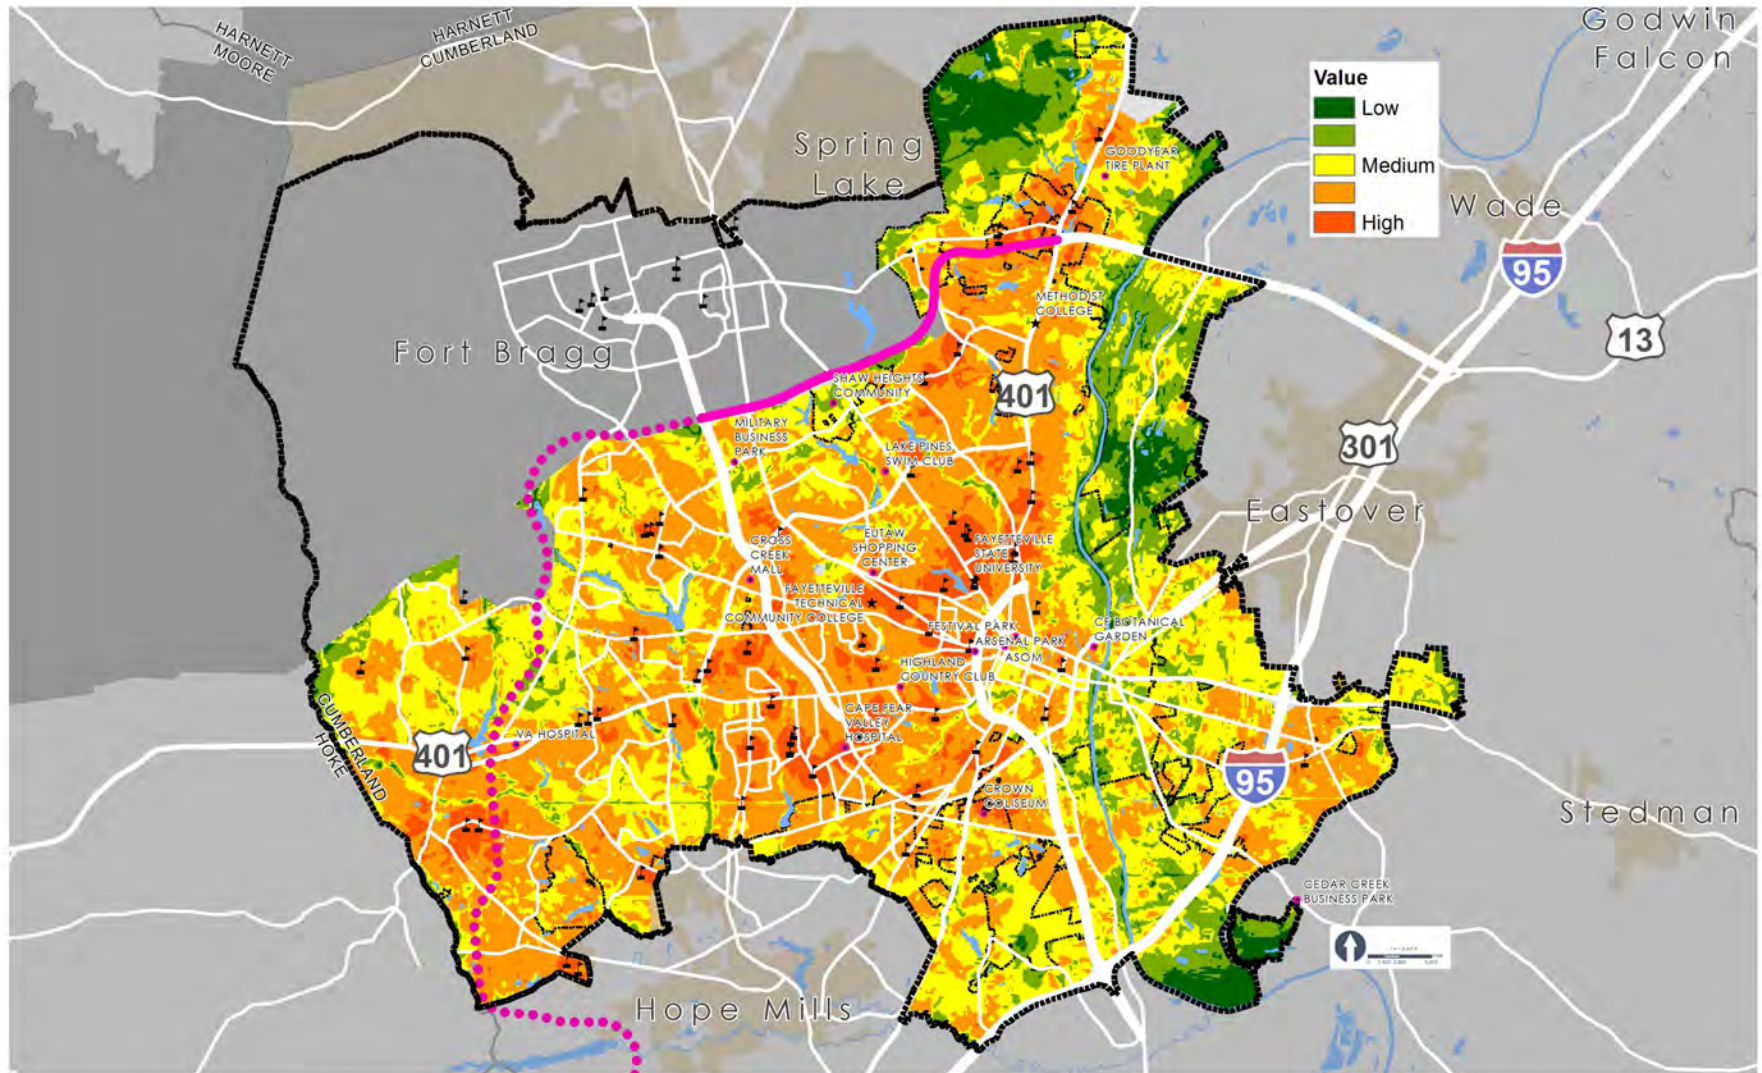 HARNETT
MOORE
HARNETT
CUMBERLAND
Godwin
Falcon
Value
Low
Medium
High
Spring
Lake
GOODYEAR
TIRE PLANT
Wade
95
13
METHODIST
COLLEGE
Fort Bragg
SHAW HEIGHTS
COMMUNITY
401
MILITARY
BUSINESS
PARK
LAKE PINES
SWIM CLUB
301
Eastover
CROSS
CREEK
MALL
EUTAW
SHOPPING
CENTER
FAYETTEVILLE
STATE
UNIVERSITY
FAYETTEVILLE
TECHNICAL
COMMUNITY COLLEGE
FESTIVAL PARK
ARSENAL PARK
ASOM
CF BOTANICAL
GARDEN
HIGHLAND
COUNTRY CLUB
CAPE FEAR
VALLEY
HOSPITAL
VA HOSPITAL
401
CUMBERLAND
HOKE
95
CROWN
COLISEUM
Stedman
CEDAR CREEK
BUSINESS PARK
Hope Mills